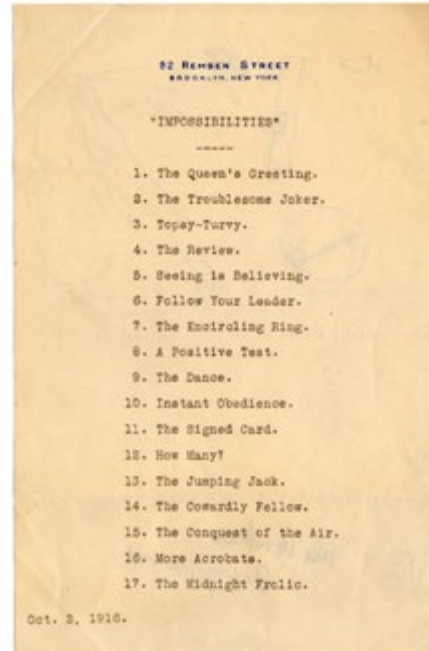 82 REMSEN STREET
BROOKLYN, NEW YORK
"IMPOSSIBILITIES"
-----
1. The Queen's Greeting.
2. The Troublesome Joker.
3. Topsy-Turvy.
4. The Review.
5. Seeing is Believing.
6. Follow Your Leader.
7. The Encircling Ring.
8. A Positive Test.
9. The Dance.
10. Instant Obedience.
11. The Signed Card.
12. How Many?
13. The Jumping Jack.
14. The Cowardly Fellow.
15. The Conquest of the Air.
16. More Acrobats.
17. The Midnight Frolic.
Oct. 3, 1916.